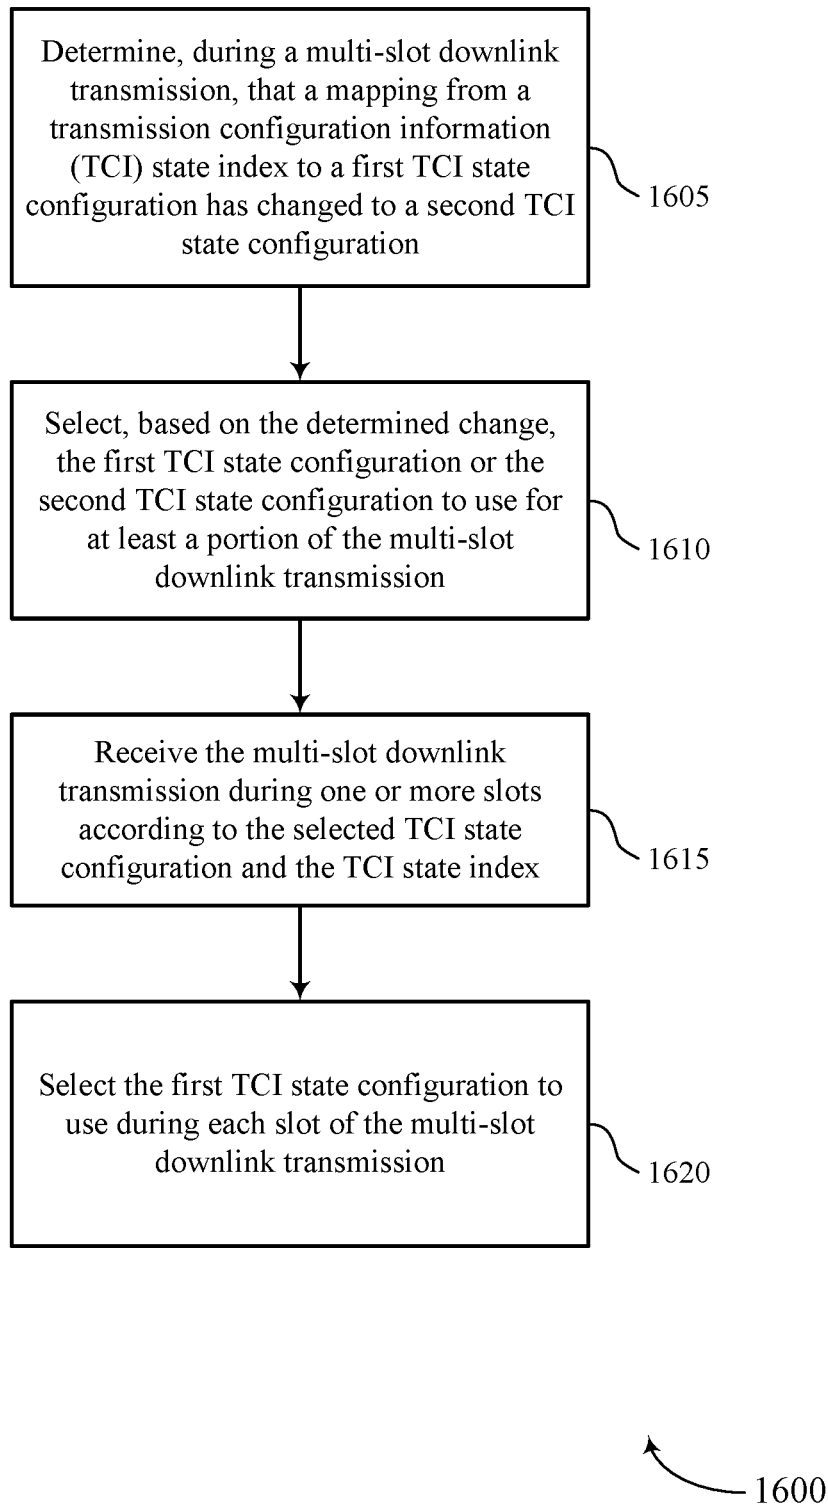 Determine, during a multi-slot downlink
transmission, that a mapping from a
transmission configuration information
(TCI) state index to a first TCI state
configuration has changed to a second TCI
state configuration
1605
Select, based on the determined change,
the first TCI state configuration or the
second TCI state configuration to use for
at least a portion of the multi-slot
downlink transmission
1610
Receive the multi-slot downlink
transmission during one or more slots
according to the selected TCI state
configuration and the TCI state index
1615
Select the first TCI state configuration to
use during each slot of the multi-slot
downlink transmission
1620
1600